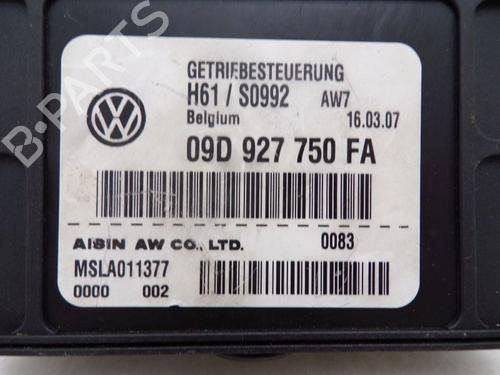 B-PARTS
GETRIEBESTEUERUNG
H61 / S0992 AW7
Belgium 16.03.07
09D 927 750 FA
AISIN AW CO., LTD. 0083
MSLA011377
0000 002